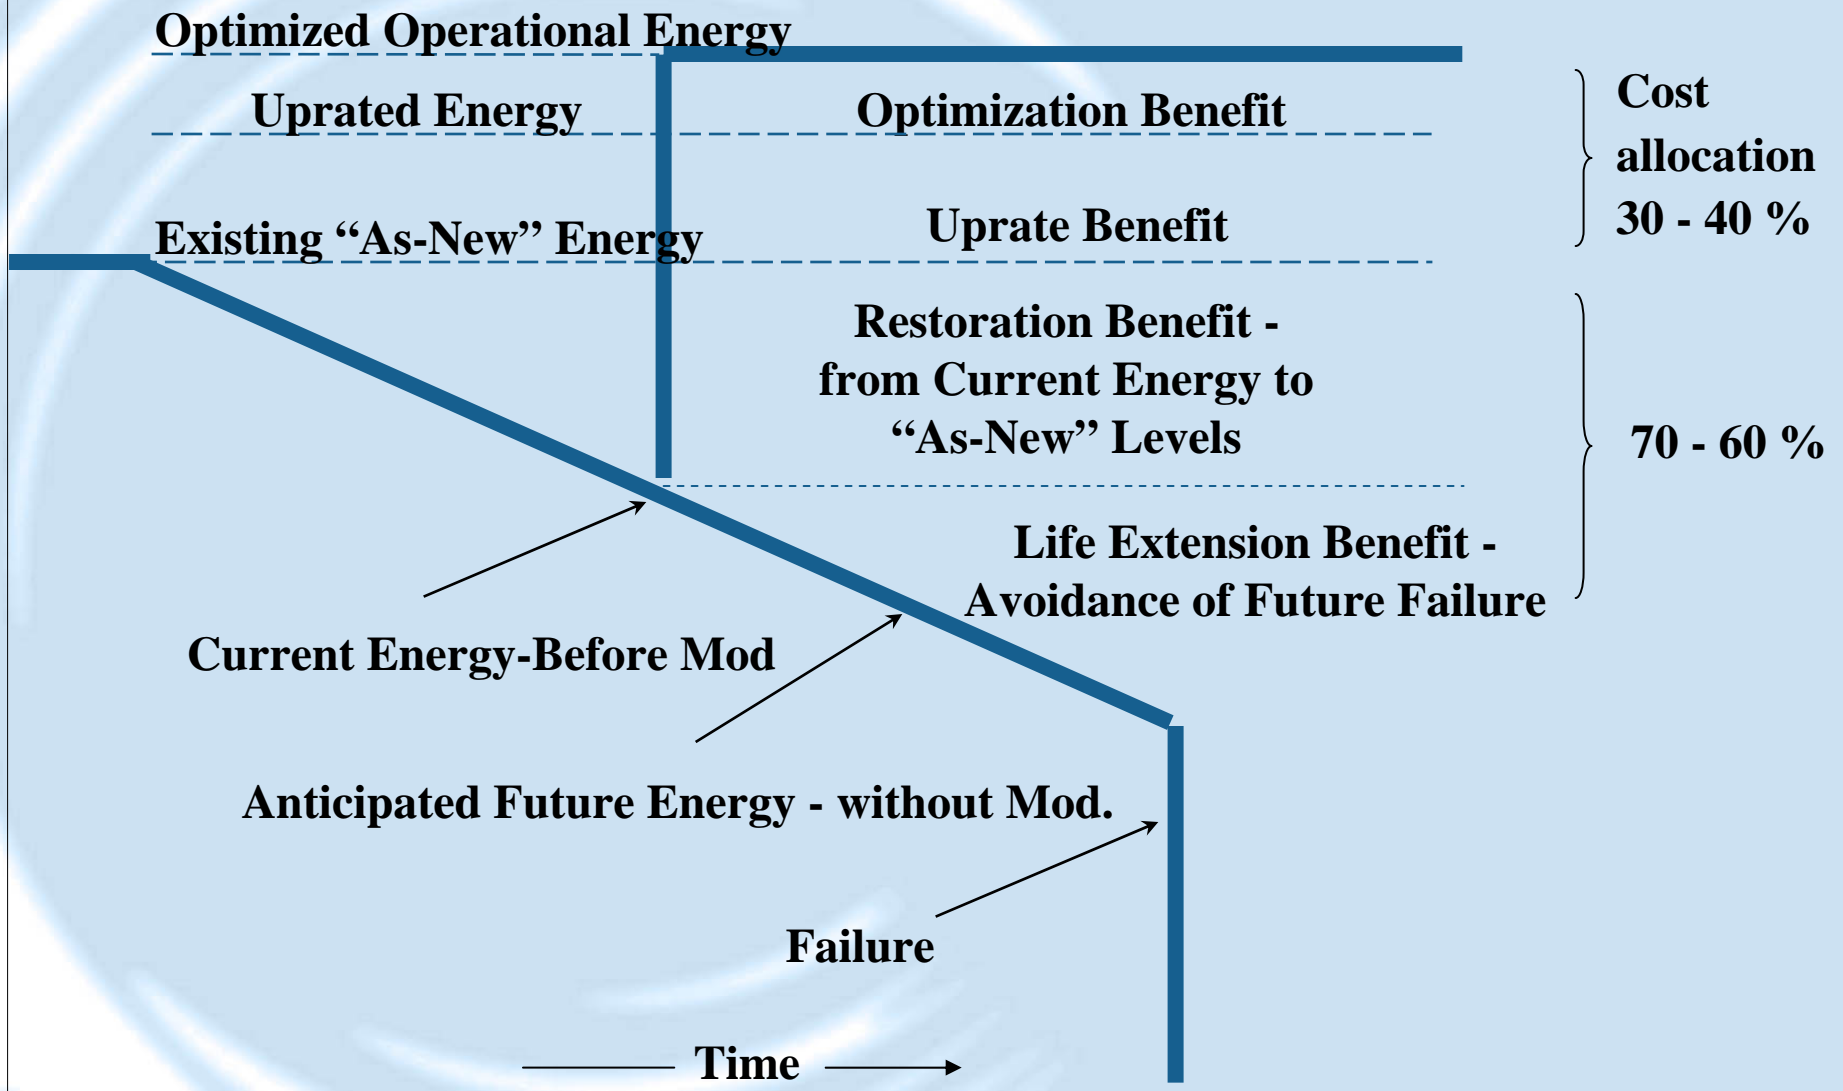 Optimized Operational Energy
Uprated Energy
Optimization Benefit
Cost
allocation
30 - 40 %
Existing “As-New” Energy
Uprate Benefit
Restoration Benefit -
from Current Energy to
“As-New” Levels
70 - 60 %
Life Extension Benefit -
Avoidance of Future Failure
Current Energy-Before Mod
Anticipated Future Energy - without Mod.
Failure
Time